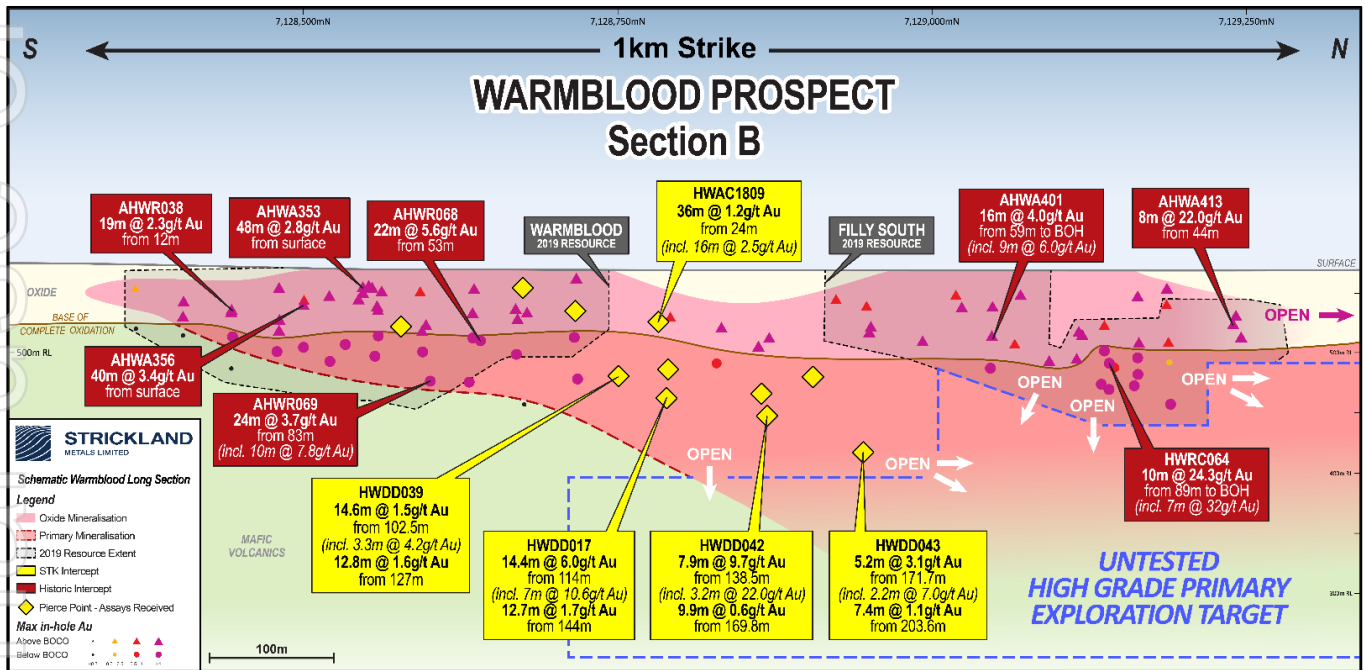 7,128,500mN
7,128,750mN
7,129,000mN
7,129,250mN
S
1km Strike
N
WARMBLOOD PROSPECT
Section B
AHWR038
19m @ 2.3g/t Au
from 12m
AHWA353
48m @ 2.8g/t Au
from surface
AHWR068
22m @ 5.6g/t Au
from 53m
WARMBLOOD
2019 RESOURCE
HWAC1809
36m @ 1.2g/t Au
from 24m
(incl. 16m @ 2.5g/t Au)
FILLY SOUTH
2019 RESOURCE
AHWA401
16m @ 4.0g/t Au
from 59m to BOH
(incl. 9m @ 6.0g/t Au)
AHWA413
8m @ 22.0g/t Au
from 44m
SURFACE
OXIDE
BASE OF
COMPLETE OXIDATION
500m RL
OPEN
500m RL
AHWA356
40m @ 3.4g/t Au
from surface
AHWR069
24m @ 3.7g/t Au
from 83m
(incl. 10m @ 7.8g/t Au)
OPEN
OPEN
OPEN
OPEN
OPEN
HWRC064
10m @ 24.3g/t Au
from 89m to BOH
(incl. 7m @ 32g/t Au)
400m RL
HWDD039
14.6m @ 1.5g/t Au
from 102.5m
(incl. 3.3m @ 4.2g/t Au)
12.8m @ 1.6g/t Au
from 127m
HWDD017
14.4m @ 6.0g/t Au
from 114m
(incl. 7m @ 10.6g/t Au)
12.7m @ 1.7g/t Au
from 144m
HWDD042
7.9m @ 9.7g/t Au
from 138.5m
(incl. 3.2m @ 22.0g/t Au)
9.9m @ 0.6g/t Au
from 169.8m
HWDD043
5.2m @ 3.1g/t Au
from 171.7m
(incl. 2.2m @ 7.0g/t Au)
7.4m @ 1.1g/t Au
from 203.6m
MAFIC
VOLCANICS
UNTESTED
HIGH GRADE PRIMARY
EXPLORATION TARGET
300m RL
STRICKLAND
METALS LIMITED
Schematic Warmblood Long Section
Legend
Oxide Mineralisation
Primary Mineralisation
2019 Resource Extent
STK Intercept
Historic Intercept
Pierce Point - Assays Received
Max in-hole Au
Above BOCO
Below BOCO
100m